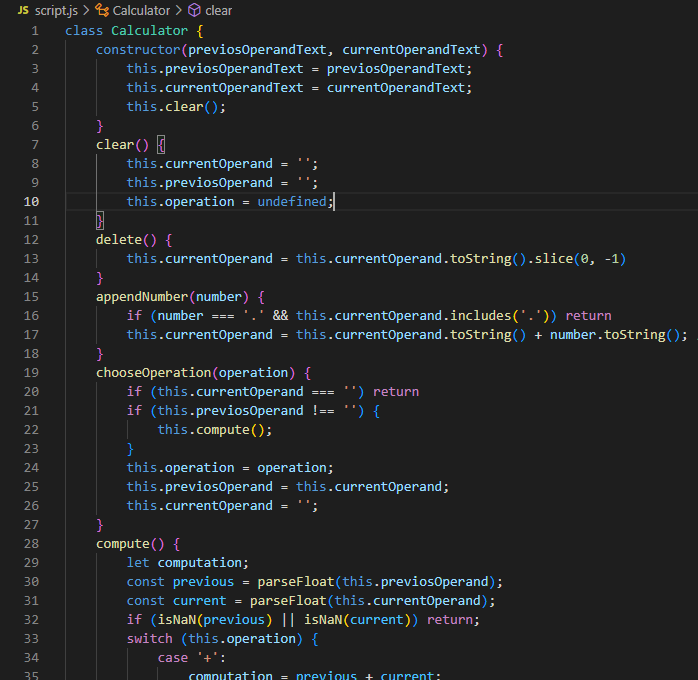 JS script.js > Calculator > clear
1 class Calculator {
2 constructor(previosOperandText, currentOperandText) {
3 this.previosOperandText = previosOperandText;
4 this.currentOperandText = currentOperandText;
5 this.clear();
6 }
7 clear() {
8 this.currentOperand = '';
9 this.previosOperand = '';
10 this.operation = undefined;
11 }
12 delete() {
13 this.currentOperand = this.currentOperand.toString().slice(0, -1)
14 }
15 appendNumber(number) {
16 if (number === '.' && this.currentOperand.includes('.')) return
17 this.currentOperand = this.currentOperand.toString() + number.toString();
18 }
19 chooseOperation(operation) {
20 if (this.currentOperand === '') return
21 if (this.previosOperand !== '') {
22 this.compute();
23 }
24 this.operation = operation;
25 this.previosOperand = this.currentOperand;
26 this.currentOperand = '';
27 }
28 compute() {
29 let computation;
30 const previous = parseFloat(this.previosOperand);
31 const current = parseFloat(this.currentOperand);
32 if (isNaN(previous) || isNaN(current)) return;
33 switch (this.operation) {
34 case '+':
35 computation = previous + current;